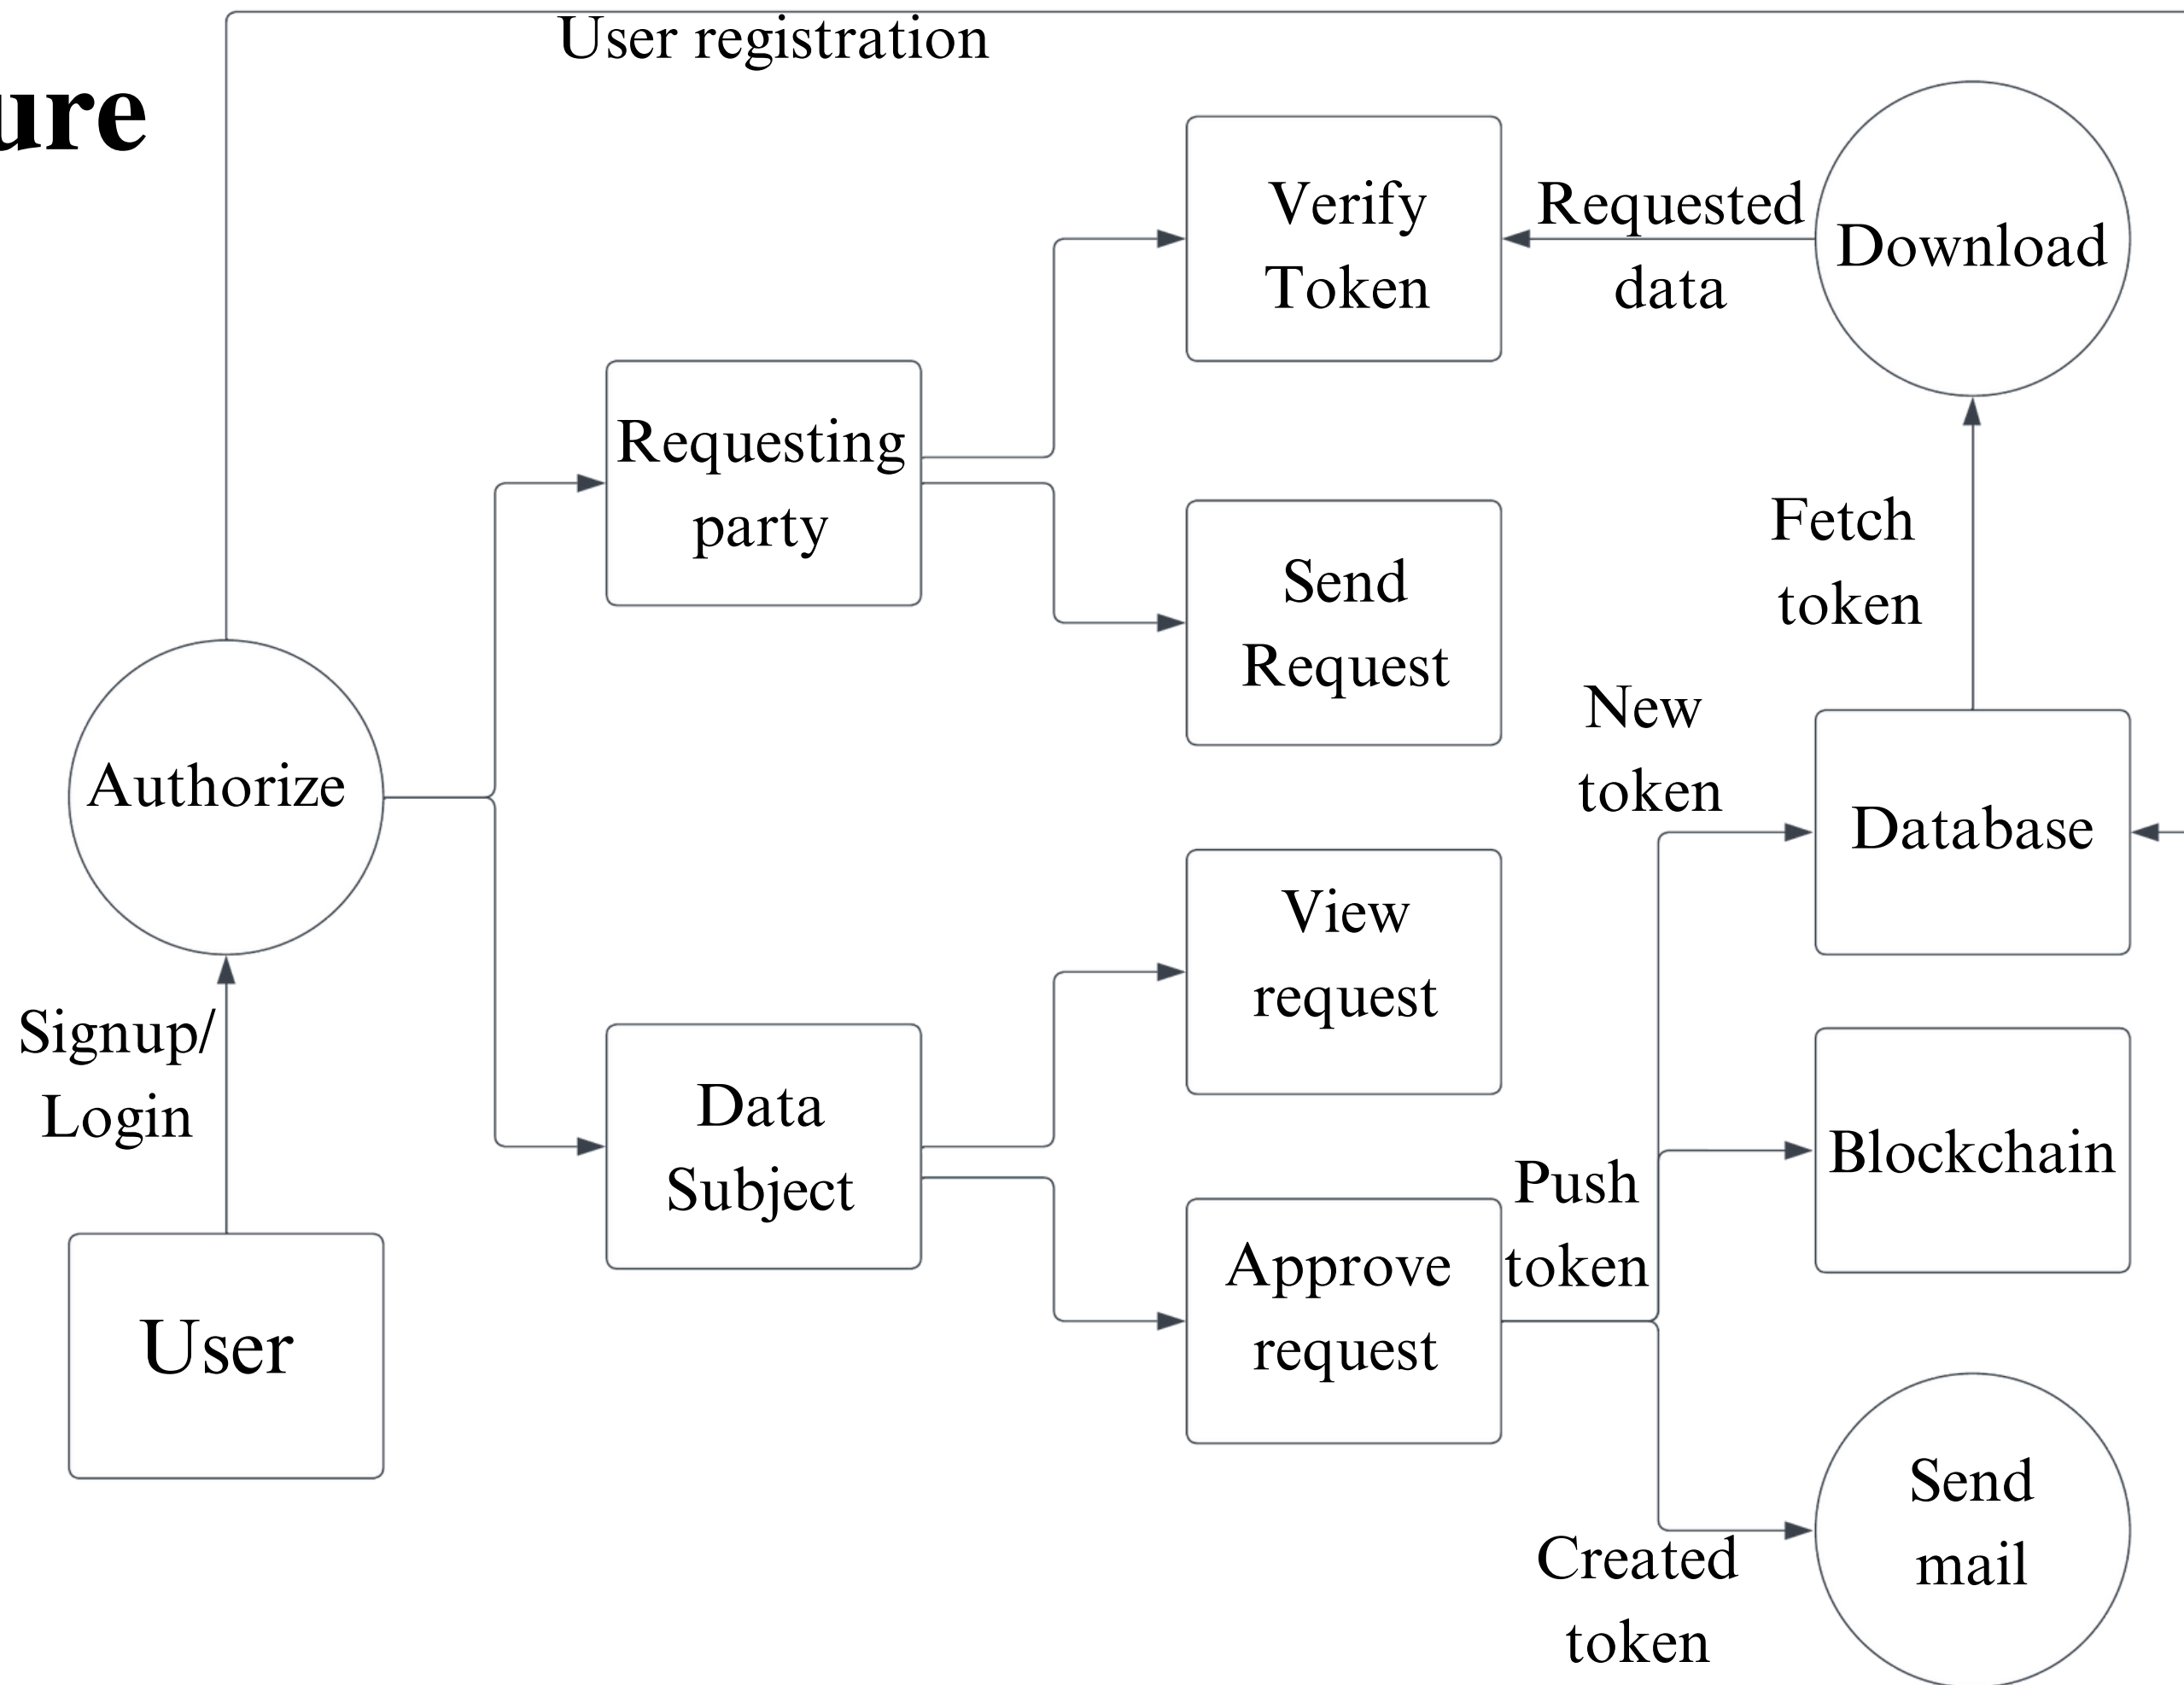 User registration
ure
Verify
Token
Requested
data
Download
Requesting
party
Fetch
token
Send
Request
New
token
Authorize
Database
View
request
Signup/
Login
Data
Subject
Push
token
Blockchain
Approve
request
User
Send
mail
Created
token